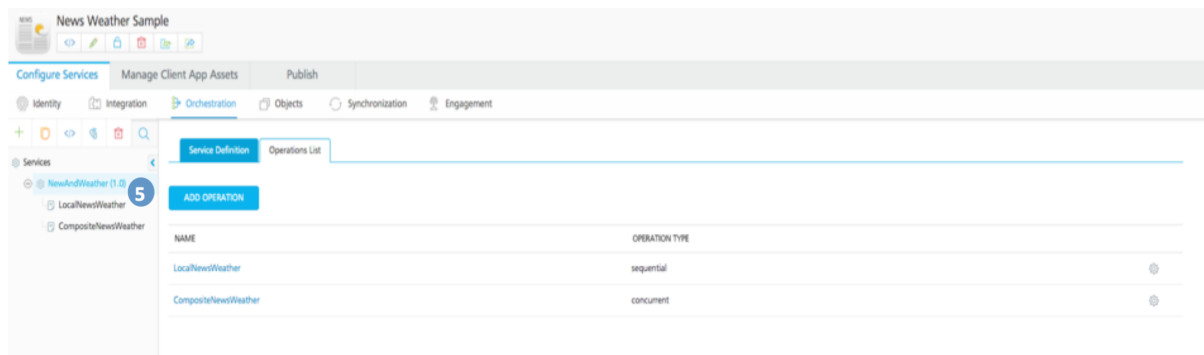 NEWS
News Weather Sample
Configure Services Manage Client App Assets Publish
Identity Integration Orchestration Objects Synchronization Engagement
Service Definition Operations List
Services
NewAndWeather (1.0) 5
LocalNewsWeather
CompositeNewsWeather
ADD OPERATION
NAME OPERATION TYPE
LocalNewsWeather sequential
CompositeNewsWeather concurrent